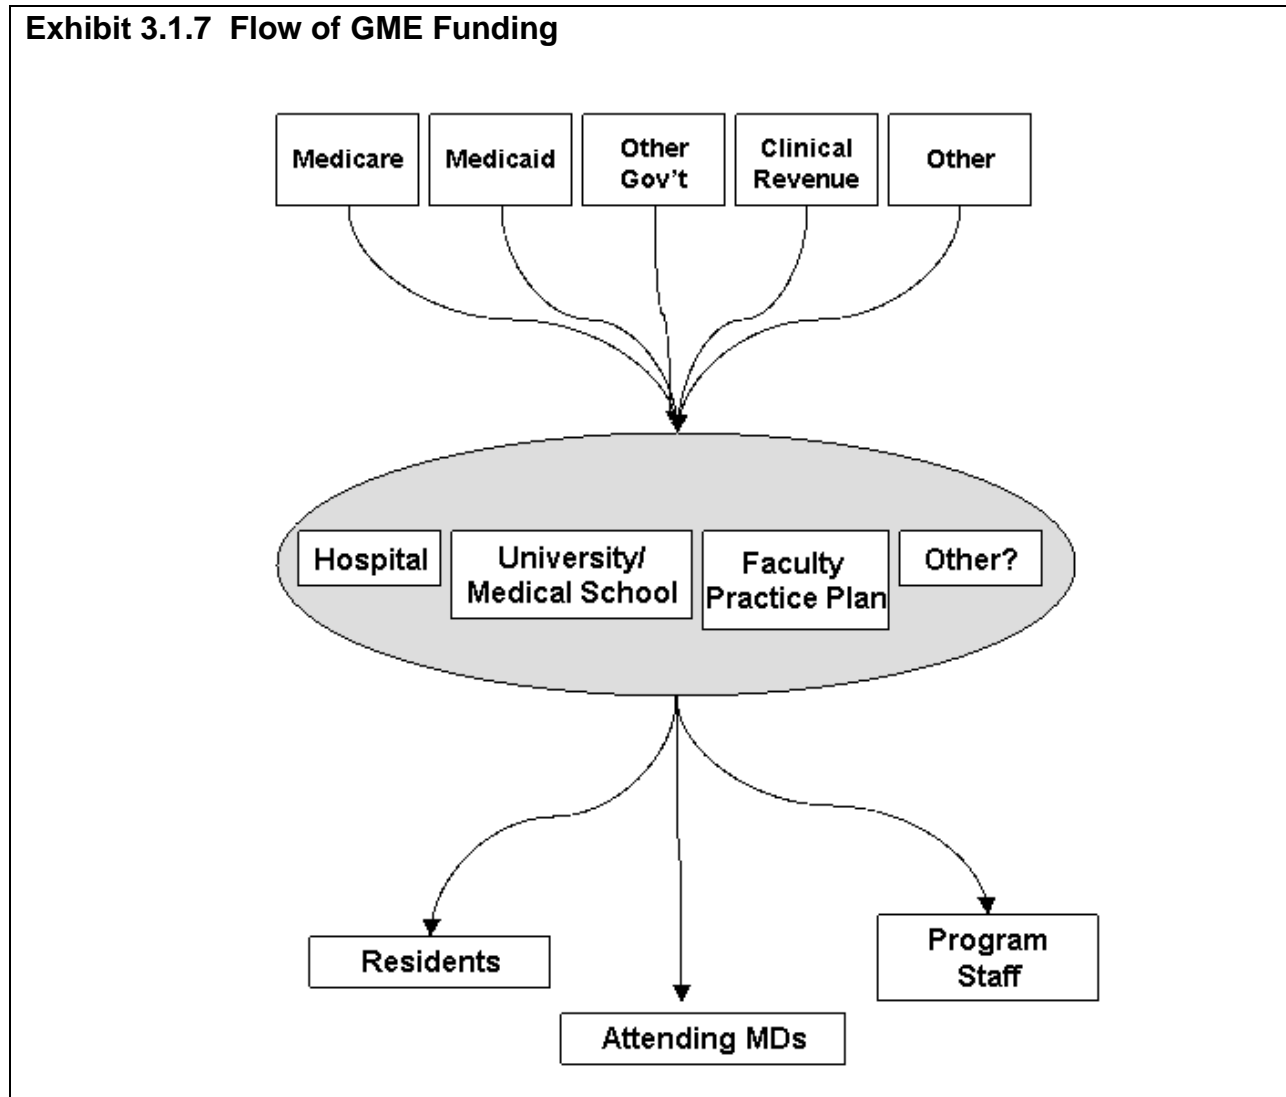 Exhibit 3.1.7  Flow of GME Funding
Medicare
Medicaid
Other
Gov't
Clinical
Revenue
Other
Hospital
University/
Medical School
Faculty
Practice Plan
Other?
Residents
Attending MDs
Program
Staff